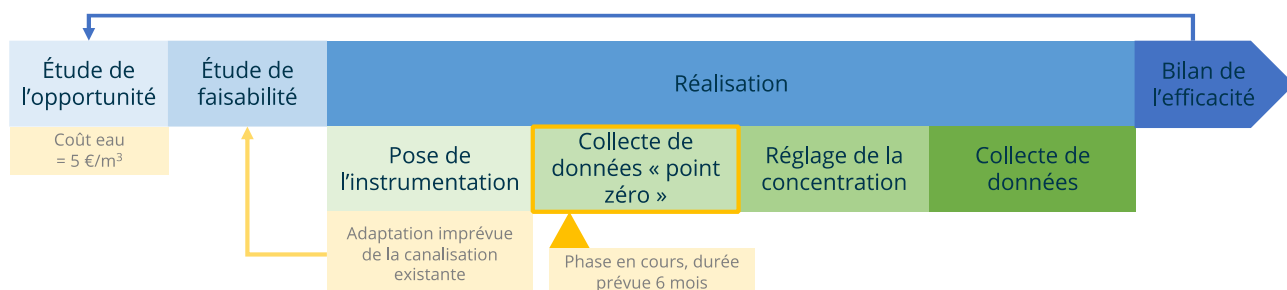 Étude de
l’opportunité
Étude de
faisabilité
Réalisation
Bilan de
l’efficacité
Coût eau
= 5 €/m³
Pose de
l’instrumentation
Collecte de
données « point
zéro »
Réglage de la
concentration
Collecte de
données
Adaptation imprévue
de la canalisation
existante
Phase en cours, durée
prévue 6 mois